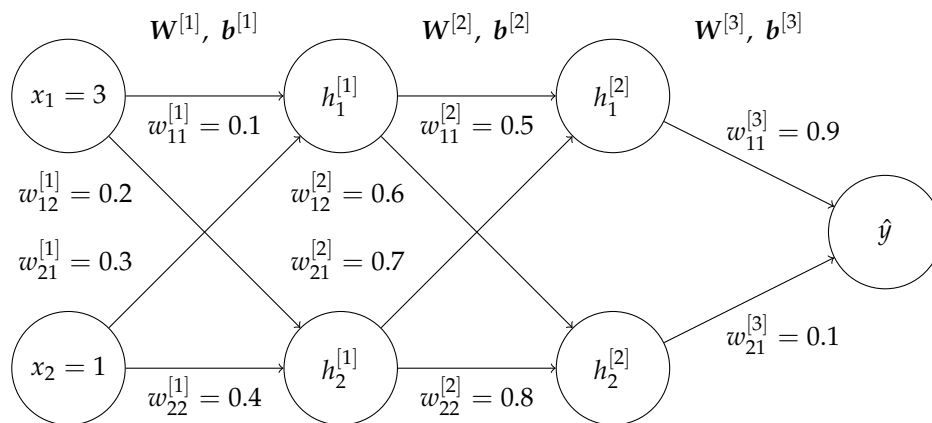 W^[1], b^[1]
W^[2], b^[2]
W^[3], b^[3]
x_1 = 3
h_1^[1]
h_1^[2]
w_11^[1] = 0.1
w_11^[2] = 0.5
w_11^[3] = 0.9
w_12^[1] = 0.2
w_12^[2] = 0.6
ŷ
w_21^[1] = 0.3
w_21^[2] = 0.7
w_21^[3] = 0.1
x_2 = 1
h_2^[1]
h_2^[2]
w_22^[1] = 0.4
w_22^[2] = 0.8